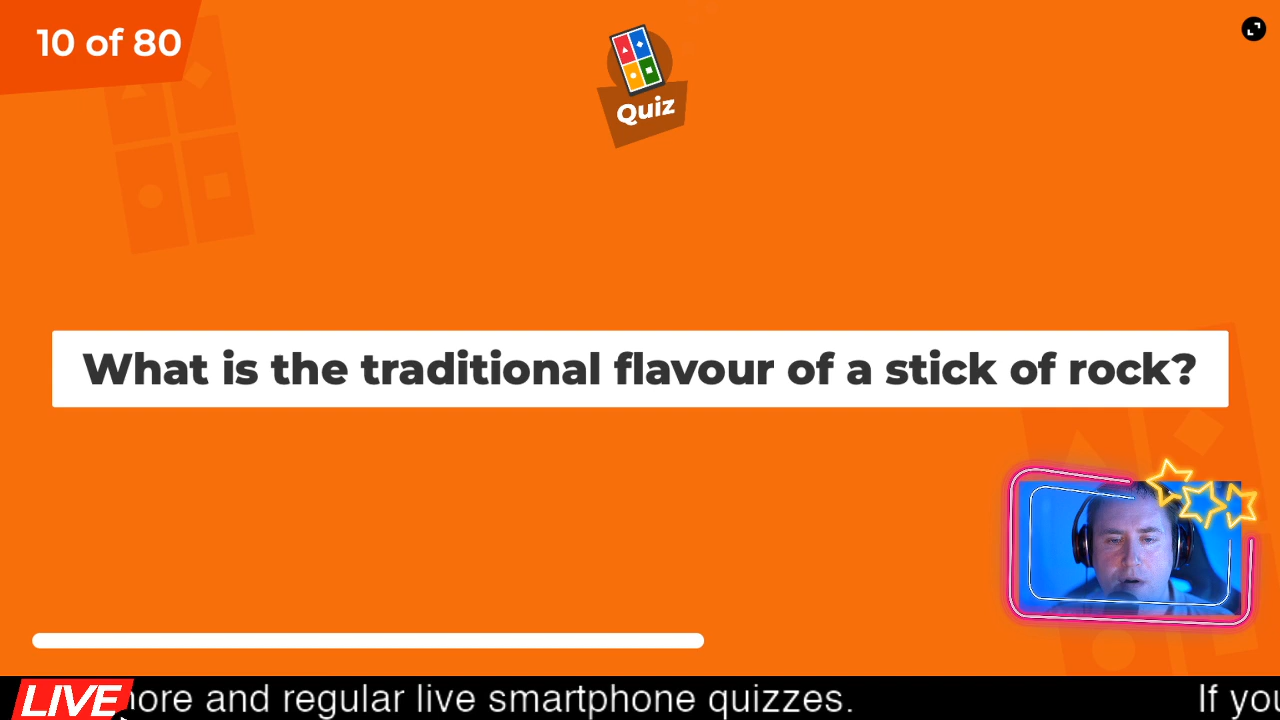 10 of 80
Quiz
What is the traditional flavour of a stick of rock?
LIVE
more and regular live smartphone quizzes.
If you